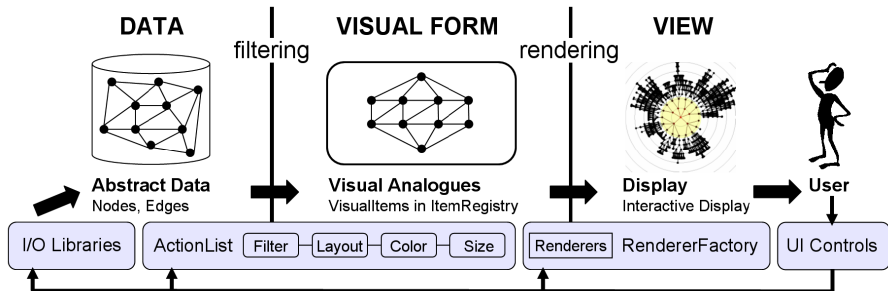 DATA
VISUAL FORM
VIEW
filtering
rendering
Abstract Data
Nodes, Edges
Visual Analogues
VisualItems in ItemRegistry
Display
Interactive Display
User
I/O Libraries
ActionList
Filter
Layout
Color
Size
Renderers
RendererFactory
UI Controls